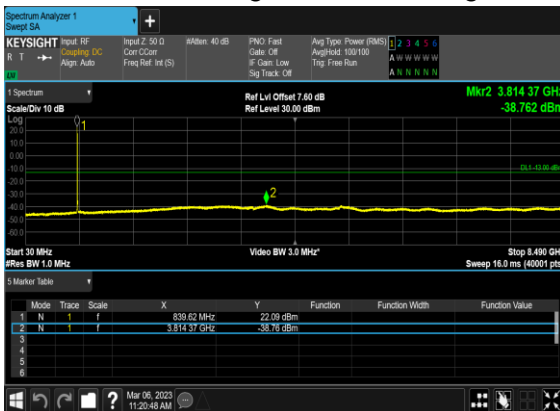 Spectrum Analyzer 1
Swept SA
KEYSIGHT Input: RF Input Z: 50 Ω #Atten: 40 dB PNO: Fast Avg Type: Power (RMS) 1 2 3 4 5 6
R T Coupling: DC Corr CCorr Gate: Off Avg|Hold: 100/100 A W W W W W
Align: Auto Freq Ref: Int (S) IF Gain: Low Trig: Free Run
LV Sig Track: Off A N N N N N
1 Spectrum Ref Lvl Offset 7.60 dB Mkr2 3.814 37 GHz
Scale/Div 10 dB Ref Level 30.00 dBm -38.762 dBm
Log
20.0 1
10.0
0.00
-10.0 DL1 -13.00 dBm
-20.0
-30.0 2
-40.0
-50.0
-60.0
Start 30 MHz Video BW 3.0 MHz* Stop 8.490 GHz
#Res BW 1.0 MHz Sweep 16.0 ms (40001 pts
5 Marker Table
Mode Trace Scale X Y Function Function Width Function Value
1 N 1 f 839.62 MHz 22.09 dBm
2 N 1 f 3.814 37 GHz -38.76 dBm
3
4
5
6
? Mar 06, 2023
11:20:48 AM